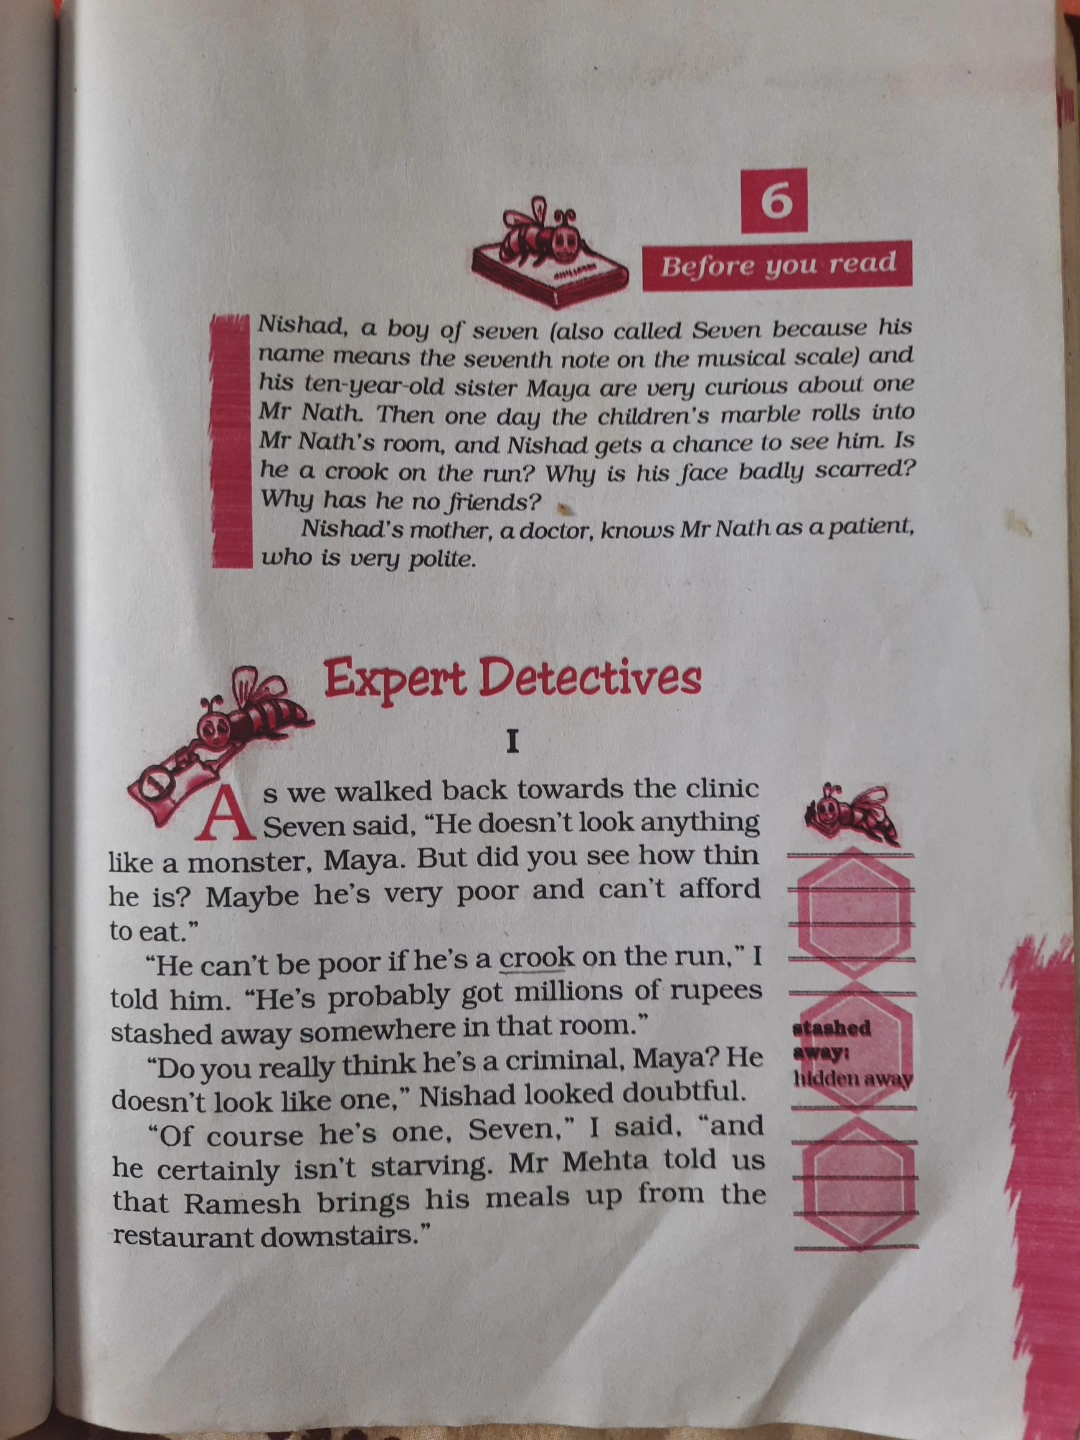 6
Before you read
Nishad, a boy of seven (also called Seven because his
name means the seventh note on the musical scale) and
his ten-year-old sister Maya are very curious about one
Mr Nath. Then one day the children's marble rolls into
Mr Nath's room, and Nishad gets a chance to see him. Is
he a crook on the run? Why is his face badly scarred?
Why has he no friends?
Nishad's mother, a doctor, knows Mr Nath as a patient,
who is very polite.
Expert Detectives
I
As we walked back towards the clinic
Seven said, “He doesn't look anything
like a monster, Maya. But did you see how thin
he is? Maybe he's very poor and can't afford
to eat.”
“He can't be poor if he's a crook on the run,” I
told him. “He's probably got millions of rupees
stashed away somewhere in that room.”
“Do you really think he's a criminal, Maya? He
doesn't look like one,” Nishad looked doubtful.
“Of course he's one, Seven,” I said, “and
he certainly isn't starving. Mr Mehta told us
that Ramesh brings his meals up from the
restaurant downstairs.”
stashed
away:
hidden away